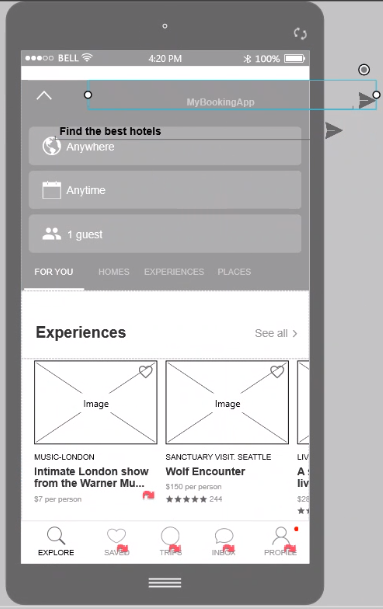 BELL 4:20 PM 100%
MyBookingApp
Find the best hotels
Anywhere
Anytime
1 guest
FOR YOU HOMES EXPERIENCES PLACES
Experiences See all >
Image Image
MUSIC-LONDON SANCTUARY VISIT. SEATTLE LIV
Intimate London show Wolf Encounter A s
from the Warner Mu... $150 per person liv
$7 per person ★★★★★ 244 $28
EXPLORE SAVED TRIPS INBOX PROFILE